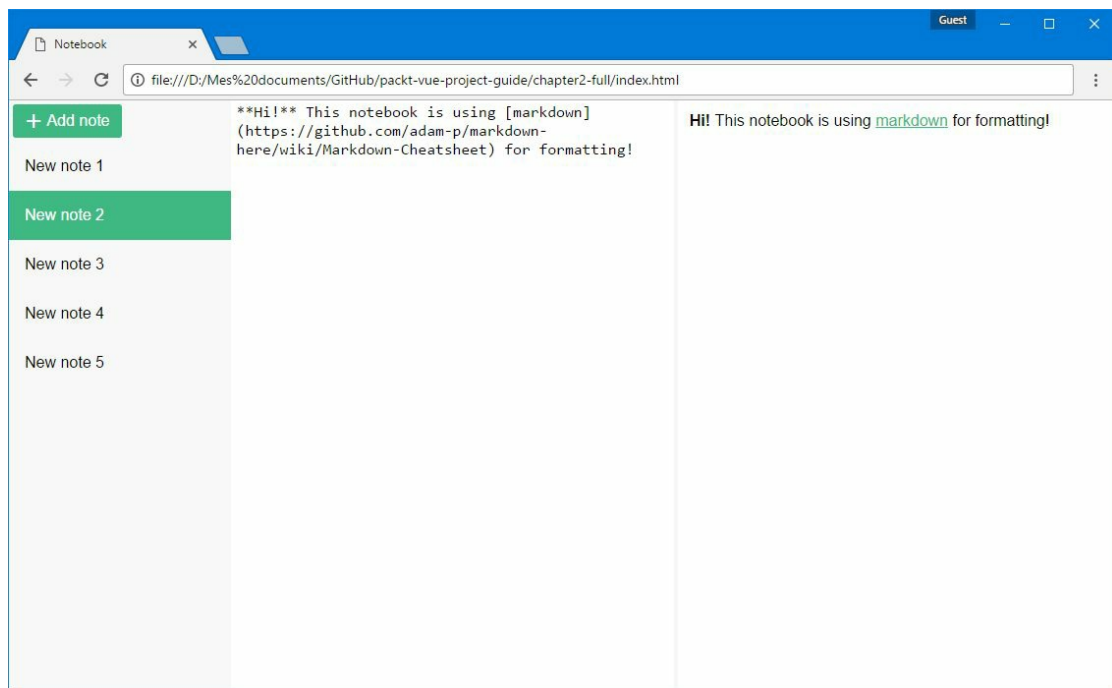 Guest
Notebook
file:///D:/Mes%20documents/GitHub/packt-vue-project-guide/chapter2-full/index.html
+ Add note
New note 1
New note 2
New note 3
New note 4
New note 5
**Hi!** This notebook is using [markdown]
(https://github.com/adam-p/markdown-
here/wiki/Markdown-Cheatsheet) for formatting!
Hi! This notebook is using markdown for formatting!